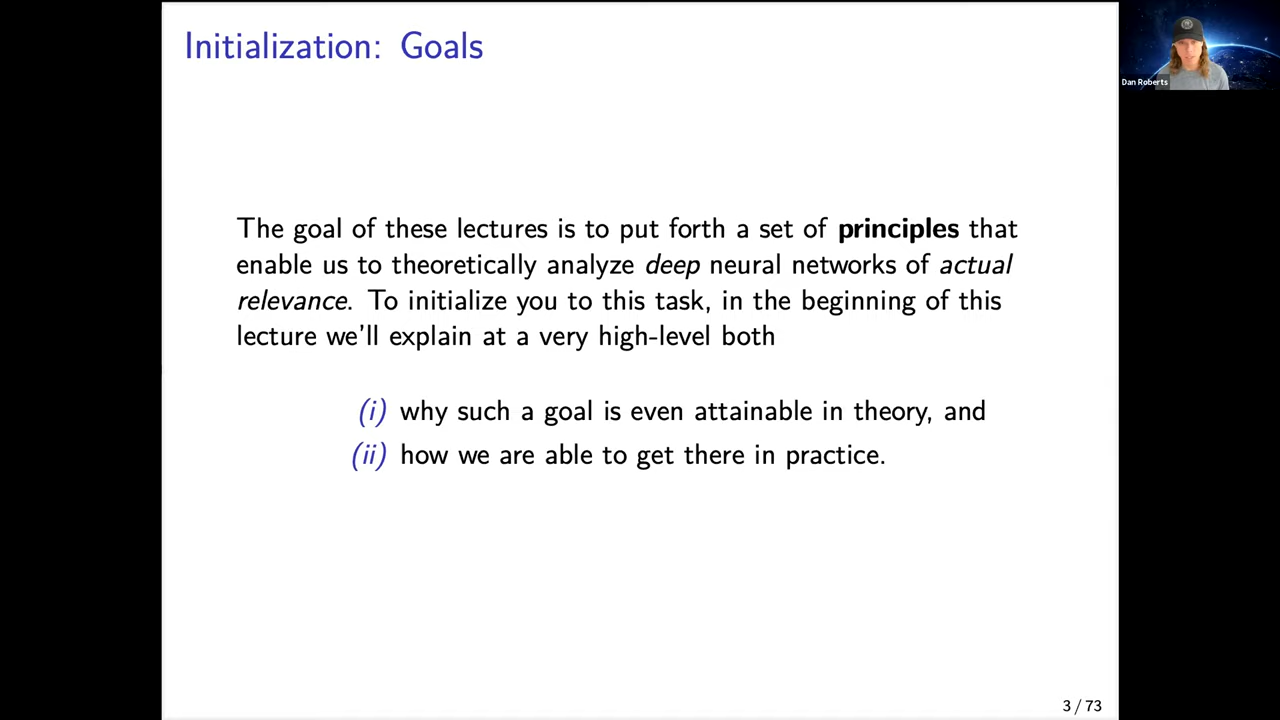 Initialization: Goals
Dan Roberts
The goal of these lectures is to put forth a set of principles that
enable us to theoretically analyze deep neural networks of actual
relevance. To initialize you to this task, in the beginning of this
lecture we'll explain at a very high-level both
(i) why such a goal is even attainable in theory, and
(ii) how we are able to get there in practice.
3 / 73